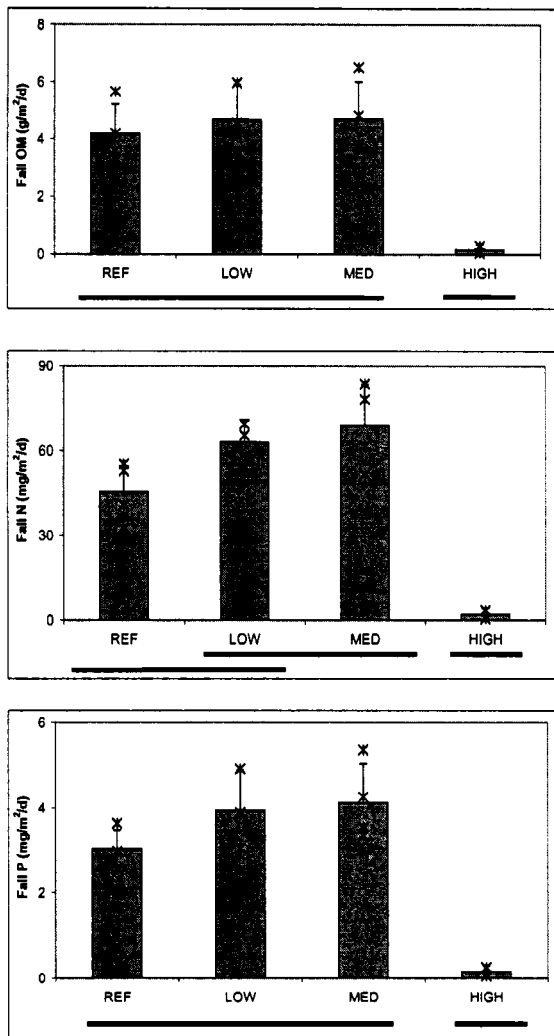 8
6
4
2
0
Fall OM (g/m²/d)
REF LOW MED HIGH
90
60
30
0
Fall N (mg/m²/d)
REF LOW MED HIGH
6
4
2
0
Fall P (mg/m²/d)
REF LOW MED HIGH